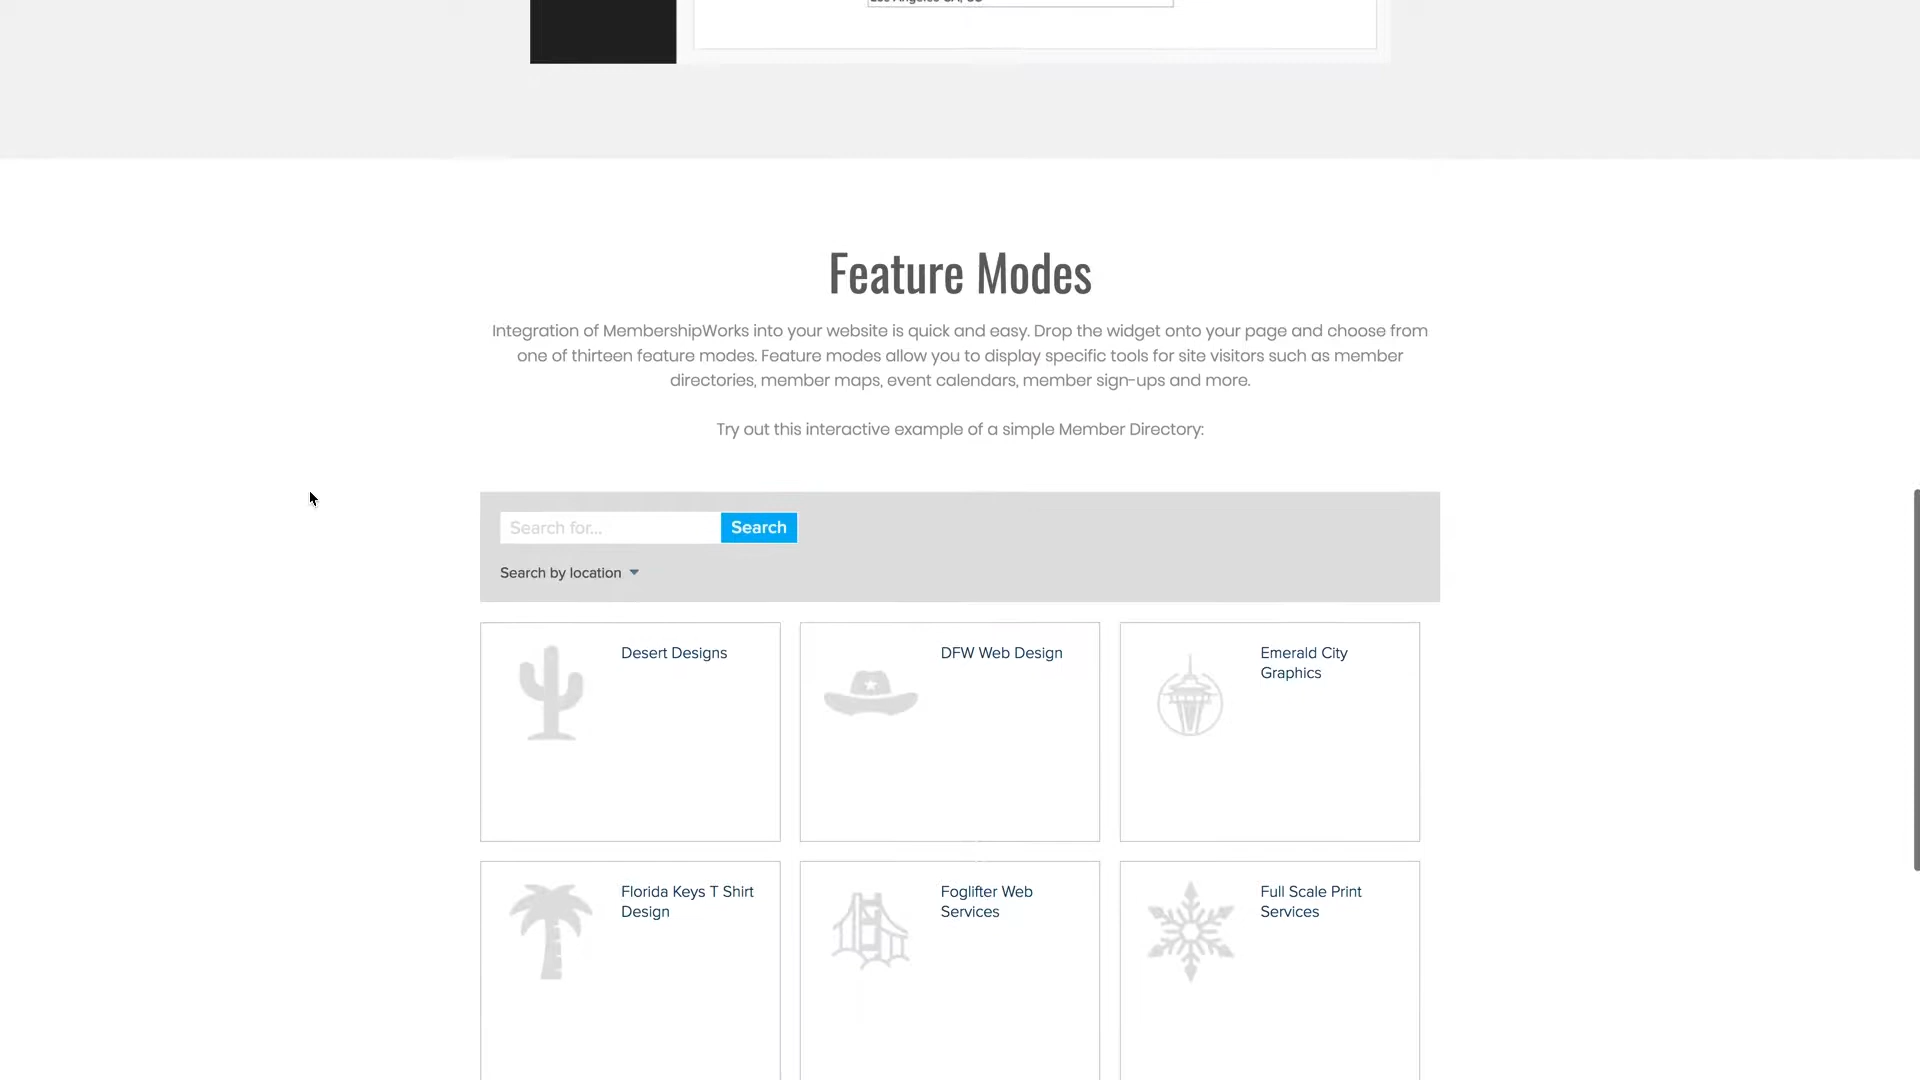 Feature Modes
Integration of MembershipWorks into your website is quick and easy. Drop the widget onto your page and choose from
one of thirteen feature modes. Feature modes allow you to display specific tools for site visitors such as member
directories, member maps, event calendars, member sign-ups and more.
Try out this interactive example of a simple Member Directory:
Search for...
Search
Search by location
Desert Designs
DFW Web Design
Emerald City
Graphics
Florida Keys T Shirt
Design
Foglifter Web
Services
Full Scale Print
Services